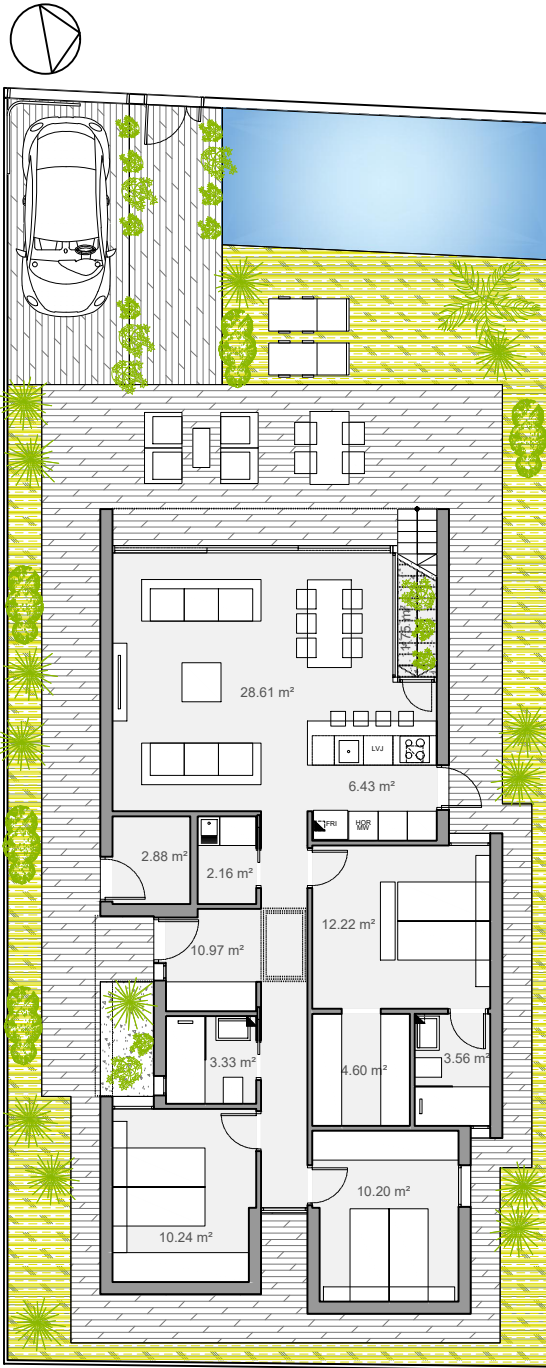 28.61 m²
LVJ
6.43 m²
FRI
HOR
MW
2.88 m²
2.16 m²
12.22 m²
10.97 m²
3.33 m²
4.60 m²
3.56 m²
10.20 m²
10.24 m²